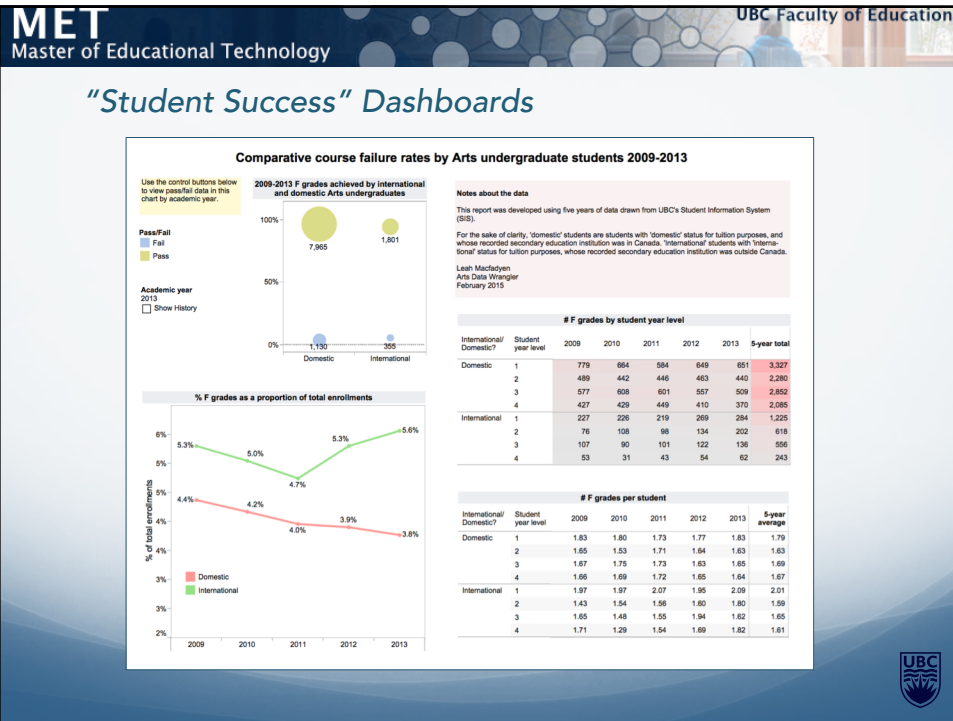 MET
Master of Educational Technology
UBC Faculty of Education
"Student Success" Dashboards
Comparative course failure rates by Arts undergraduate students 2009-2013
Use the control buttons below
to view pass/fail data in this
chart by academic year.
Pass/Fail
Fail
Pass
Academic year
2013
Show History
2009-2013 F grades achieved by international
and domestic Arts undergraduates
100%
50%
0%
7,965
1,801
1,130
355
Domestic
International
Notes about the data
This report was developed using five years of data drawn from UBC's Student Information System
(SIS).
For the sake of clarity, 'domestic' students are students with 'domestic' status for tuition purposes, and
whose recorded secondary education institution was in Canada. 'International' students with 'interna-
tional' status for tuition purposes, whose recorded secondary education institution was outside Canada.
Leah Macfadyen
Arts Data Wrangler
February 2015
# F grades by student year level
International/ Student
Domestic? year level 2009 2010 2011 2012 2013 5-year total
Domestic 1 779 664 584 649 651 3,327
2 489 442 446 463 440 2,280
3 577 608 601 557 509 2,852
4 427 429 449 410 370 2,085
International 1 227 226 219 269 284 1,225
2 76 108 98 134 202 618
3 107 90 101 122 136 556
4 53 31 43 54 62 243
% F grades as a proportion of total enrollments
% of total enrollments
6%
5%
5%
4%
4%
3%
3%
2%
5.3%
5.0%
4.7%
5.3%
5.6%
4.4%
4.2%
4.0%
3.9%
3.8%
Domestic
International
2009 2010 2011 2012 2013
# F grades per student
International/ Student 5-year
Domestic? year level 2009 2010 2011 2012 2013 average
Domestic 1 1.83 1.80 1.73 1.77 1.83 1.79
2 1.65 1.53 1.71 1.64 1.63 1.63
3 1.67 1.75 1.73 1.63 1.65 1.69
4 1.66 1.69 1.72 1.65 1.64 1.67
International 1 1.97 1.97 2.07 1.95 2.09 2.01
2 1.43 1.54 1.56 1.60 1.80 1.59
3 1.65 1.48 1.55 1.94 1.62 1.65
4 1.71 1.29 1.54 1.69 1.82 1.61
UBC